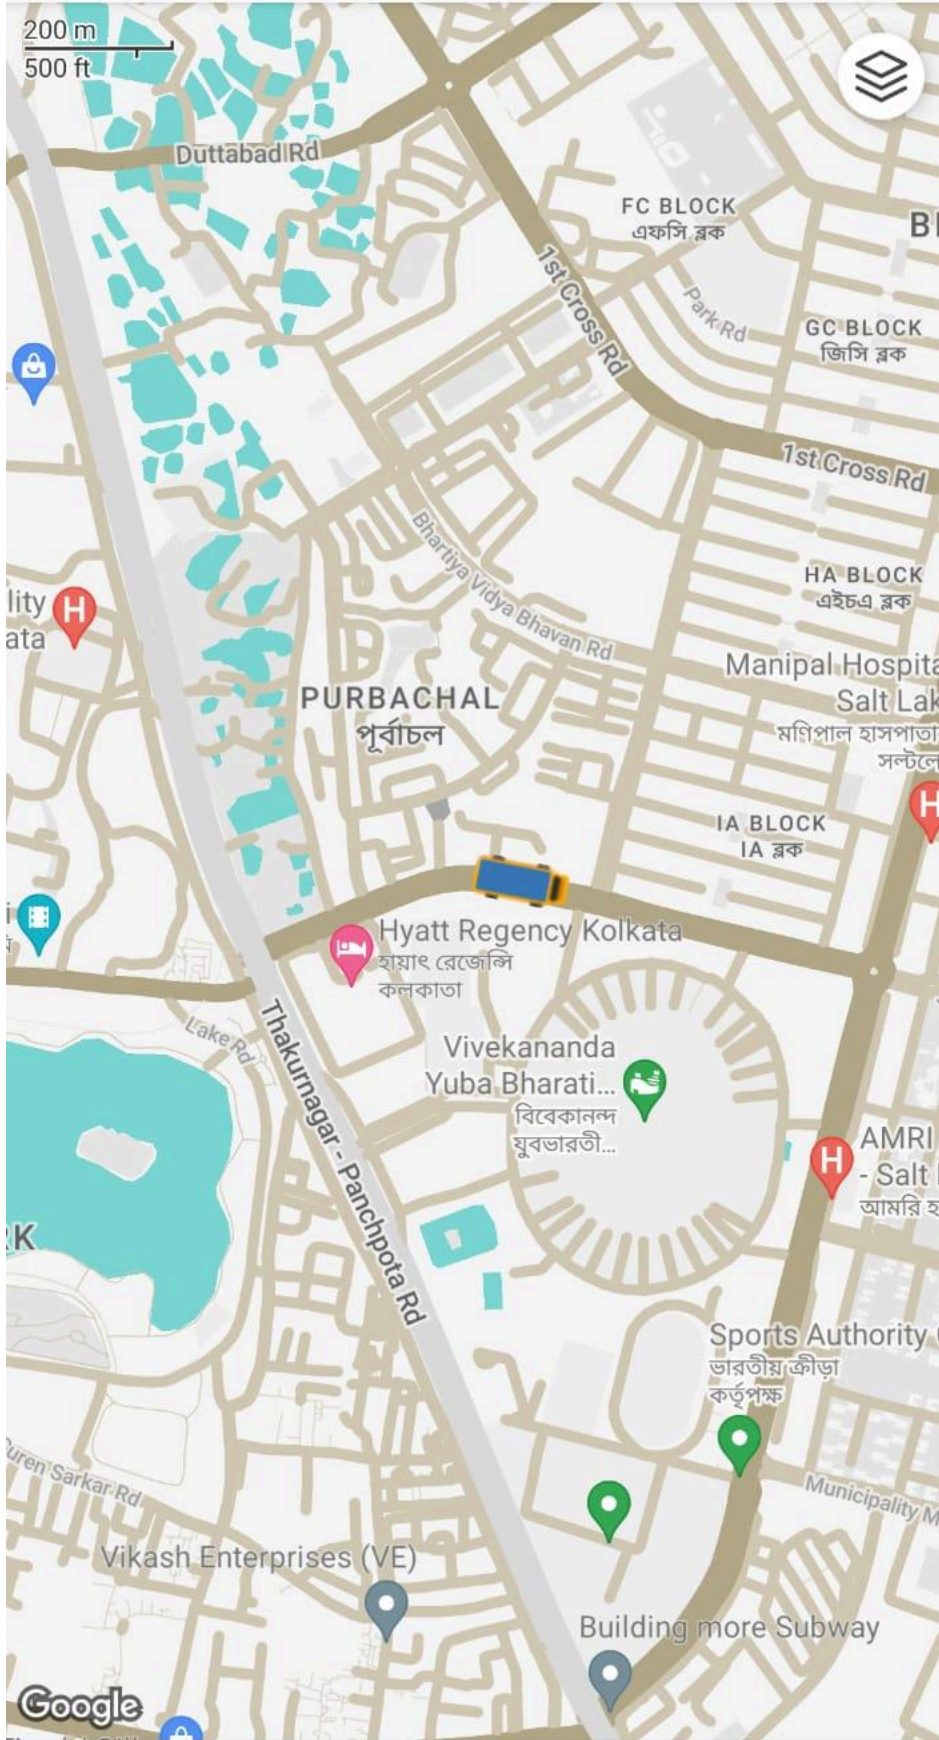 200 m
500 ft
Duttabad Rd
FC BLOCK
এফসি ব্লক
1st Cross Rd
Park Rd
GC BLOCK
জিসি ব্লক
1st Cross Rd
Bhartiya Vidya Bhavan Rd
HA BLOCK
এইচএ ব্লক
lity
ata
Manipal Hospita
Salt Lak
মণিপাল হাসপাতা
সল্টলে
PURBACHAL
পূর্বাচল
IA BLOCK
IA ব্লক
Hyatt Regency Kolkata
হায়াৎ রেজেন্সি
কলকাতা
Lake Rd
Thakurnagar - Panchpota Rd
Vivekananda
Yuba Bharati...
বিবেকানন্দ
যুবভারতী...
AMRI
- Salt
আমরি হ
RK
Sports Authority
ভারতীয় ক্রীড়া
কর্তৃপক্ষ
uren Sarkar Rd
Municipality M
Vikash Enterprises (VE)
Building more Subway
Google